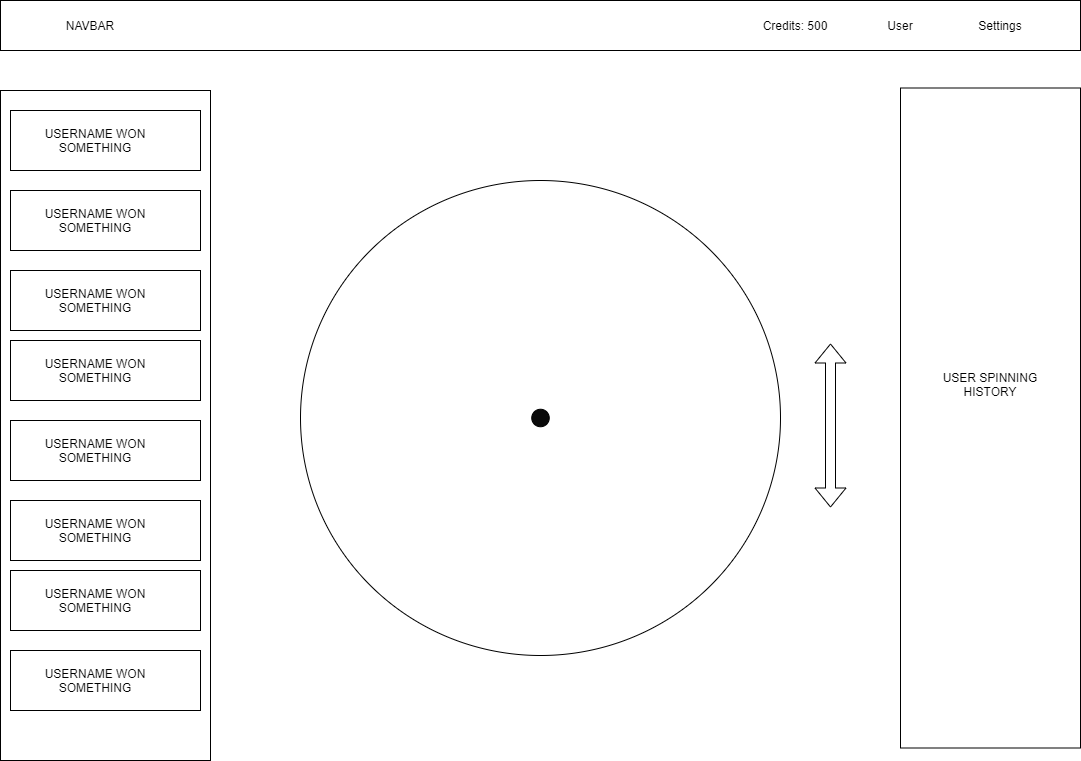 NAVBAR
Credits: 500
User
Settings
USERNAME WON
SOMETHING
USERNAME WON
SOMETHING
USERNAME WON
SOMETHING
USERNAME WON
SOMETHING
USERNAME WON
SOMETHING
USERNAME WON
SOMETHING
USERNAME WON
SOMETHING
USERNAME WON
SOMETHING
USER SPINNING
HISTORY